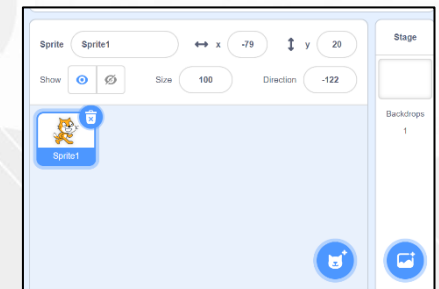 Sprite Sprite1 x -79 y 20
Show Size 100 Direction -122
Sprite1
Stage
Backdrops
1